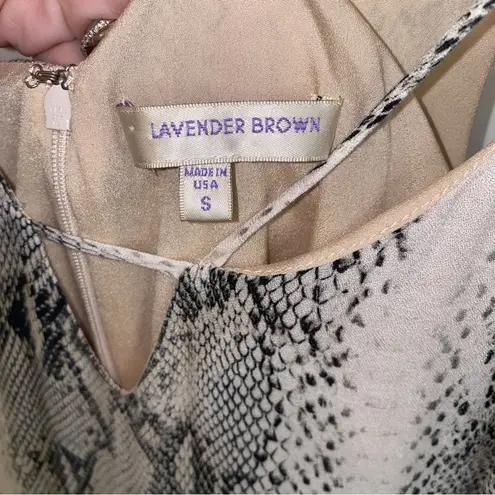 LAVENDER BROWN
MADE IN
USA
S